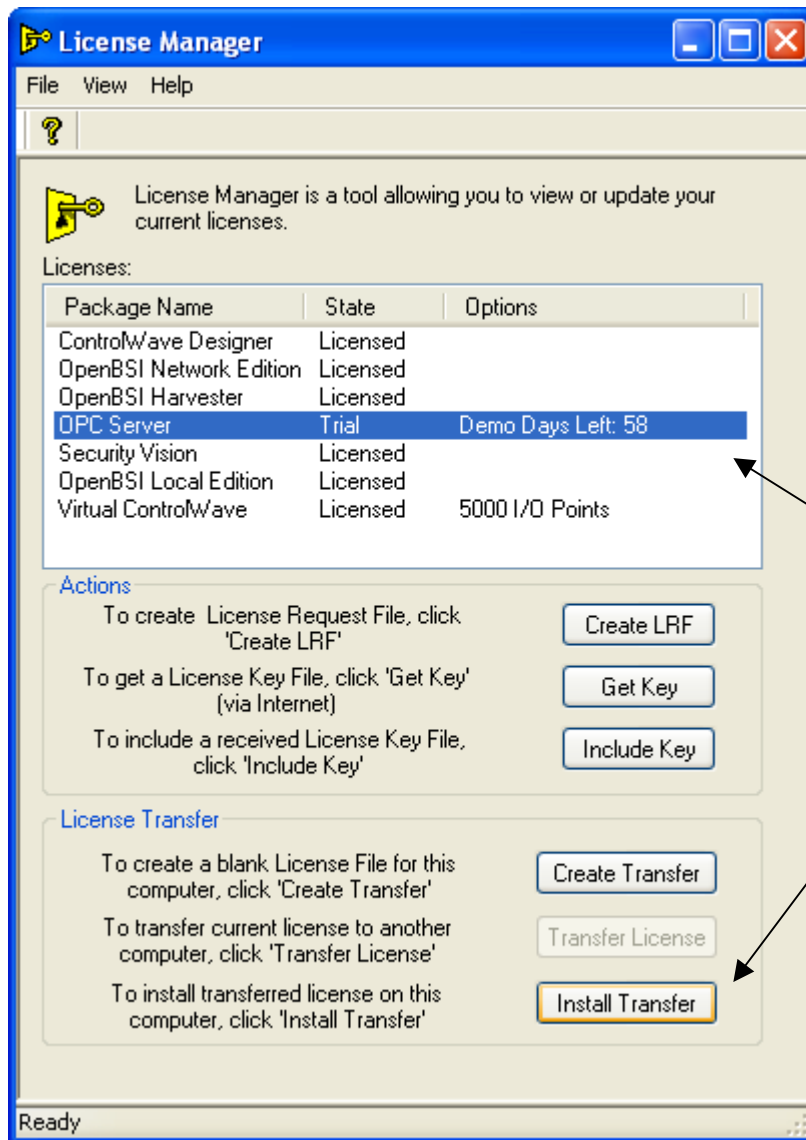 License Manager
File View Help
License Manager is a tool allowing you to view or update your
current licenses.
Licenses:
Package Name State Options
ControlWave Designer Licensed
OpenBSI Network Edition Licensed
OpenBSI Harvester Licensed
OPC Server Trial Demo Days Left: 58
Security Vision Licensed
OpenBSI Local Edition Licensed
Virtual ControlWave Licensed 5000 I/O Points
Actions
To create  License Request File, click
'Create LRF'
Create LRF
To get a License Key File, click 'Get Key'
(via Internet)
Get Key
To include a received License Key File,
click 'Include Key'
Include Key
License Transfer
To create a blank License File for this
computer, click 'Create Transfer'
Create Transfer
To transfer current license to another
computer, click 'Transfer License'
Transfer License
To install transferred license on this
computer, click 'Install Transfer'
Install Transfer
Ready